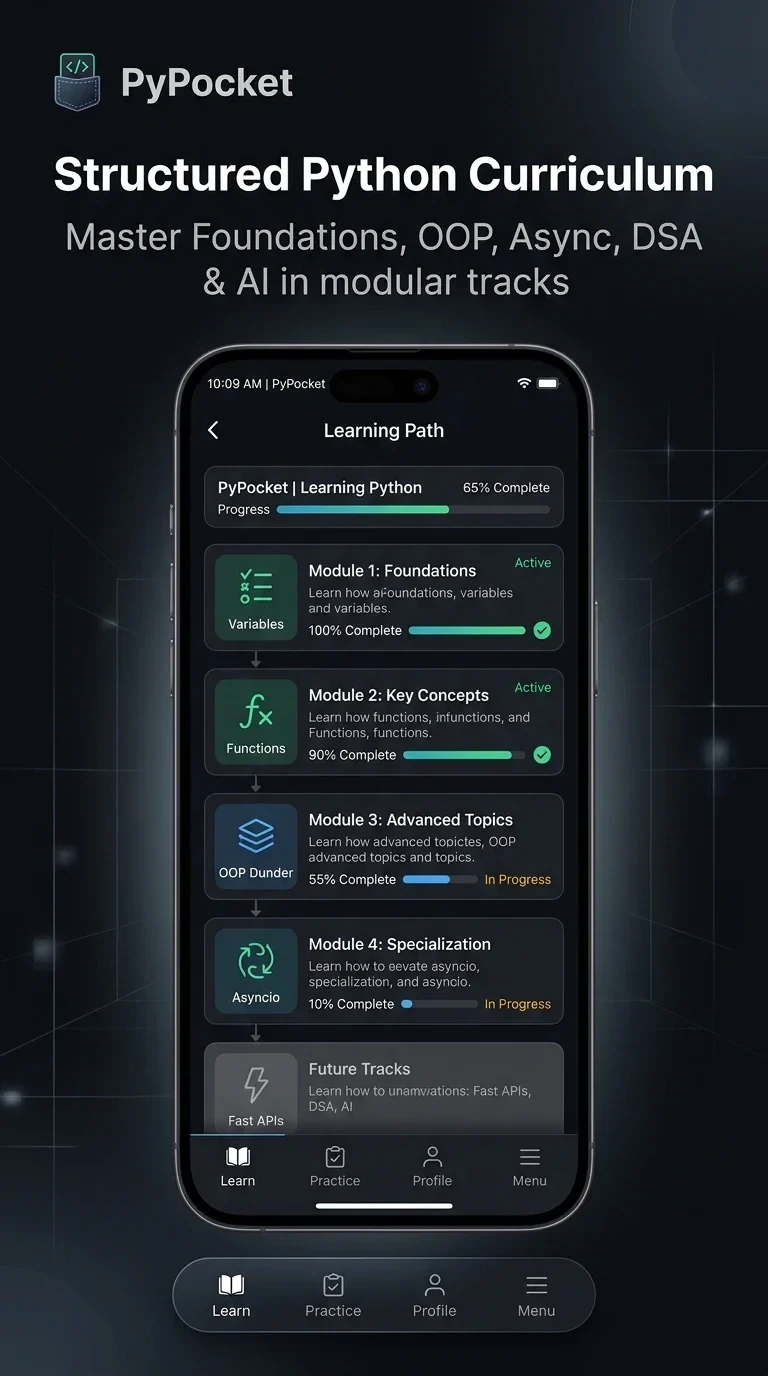 </>
PyPocket
Structured Python Curriculum
Master Foundations, OOP, Async, DSA
& AI in modular tracks
10:09 AM | PyPocket
Learning Path
PyPocket | Learning Python 65% Complete
Progress
Variables
Module 1: Foundations Active
Learn how aFoundations, variables
and variables.
100% Complete
fx
Functions
Module 2: Key Concepts Active
Learn how functions, infunctions, and
Functions, functions.
90% Complete
OOP Dunder
Module 3: Advanced Topics
Learn how advanced topictes, OOP
advanced topics and topics.
55% Complete In Progress
Asyncio
Module 4: Specialization
Learn how to eevate asyncio,
specialization, and asyncio.
10% Complete In Progress
Fast APIs
Future Tracks
Learn how to : Fast APIs,
DSA, AI
Learn Practice Profile Menu
Learn Practice Profile Menu